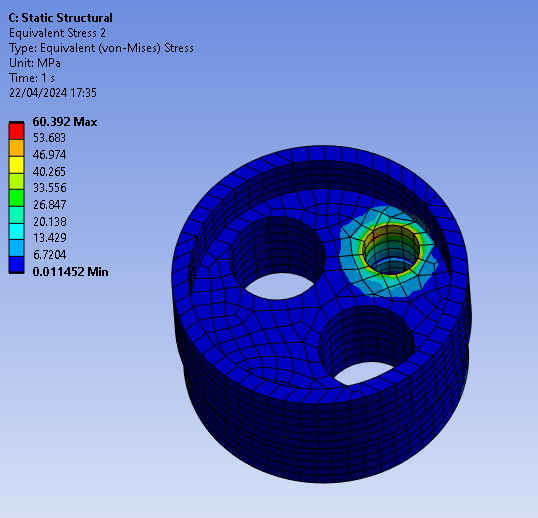 C: Static Structural
Equivalent Stress 2
Type: Equivalent (von-Mises) Stress
Unit: MPa
Time: 1 s
22/04/2024 17:35
60.392 Max
53.683
46.974
40.265
33.556
26.847
20.138
13.429
6.7204
0.011452 Min